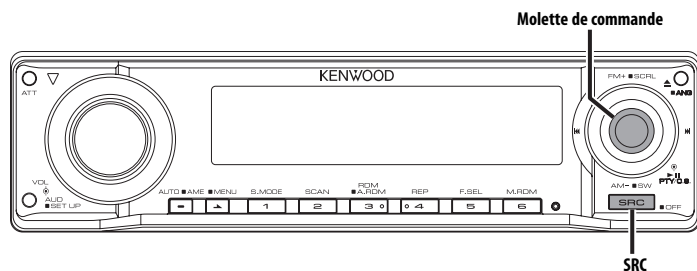 Molette de commande
KENWOOD
FM+ ■SCRL
ATT
■ANG
VOL
AUD
■SET UP
AUTO ■AME ■MENU S.MODE SCAN RDM ■A.RDM REP F.SEL M.RDM
1 2 3 4 5 6
PTY/C.S.
AM− ■SW
SRC
■OFF
SRC